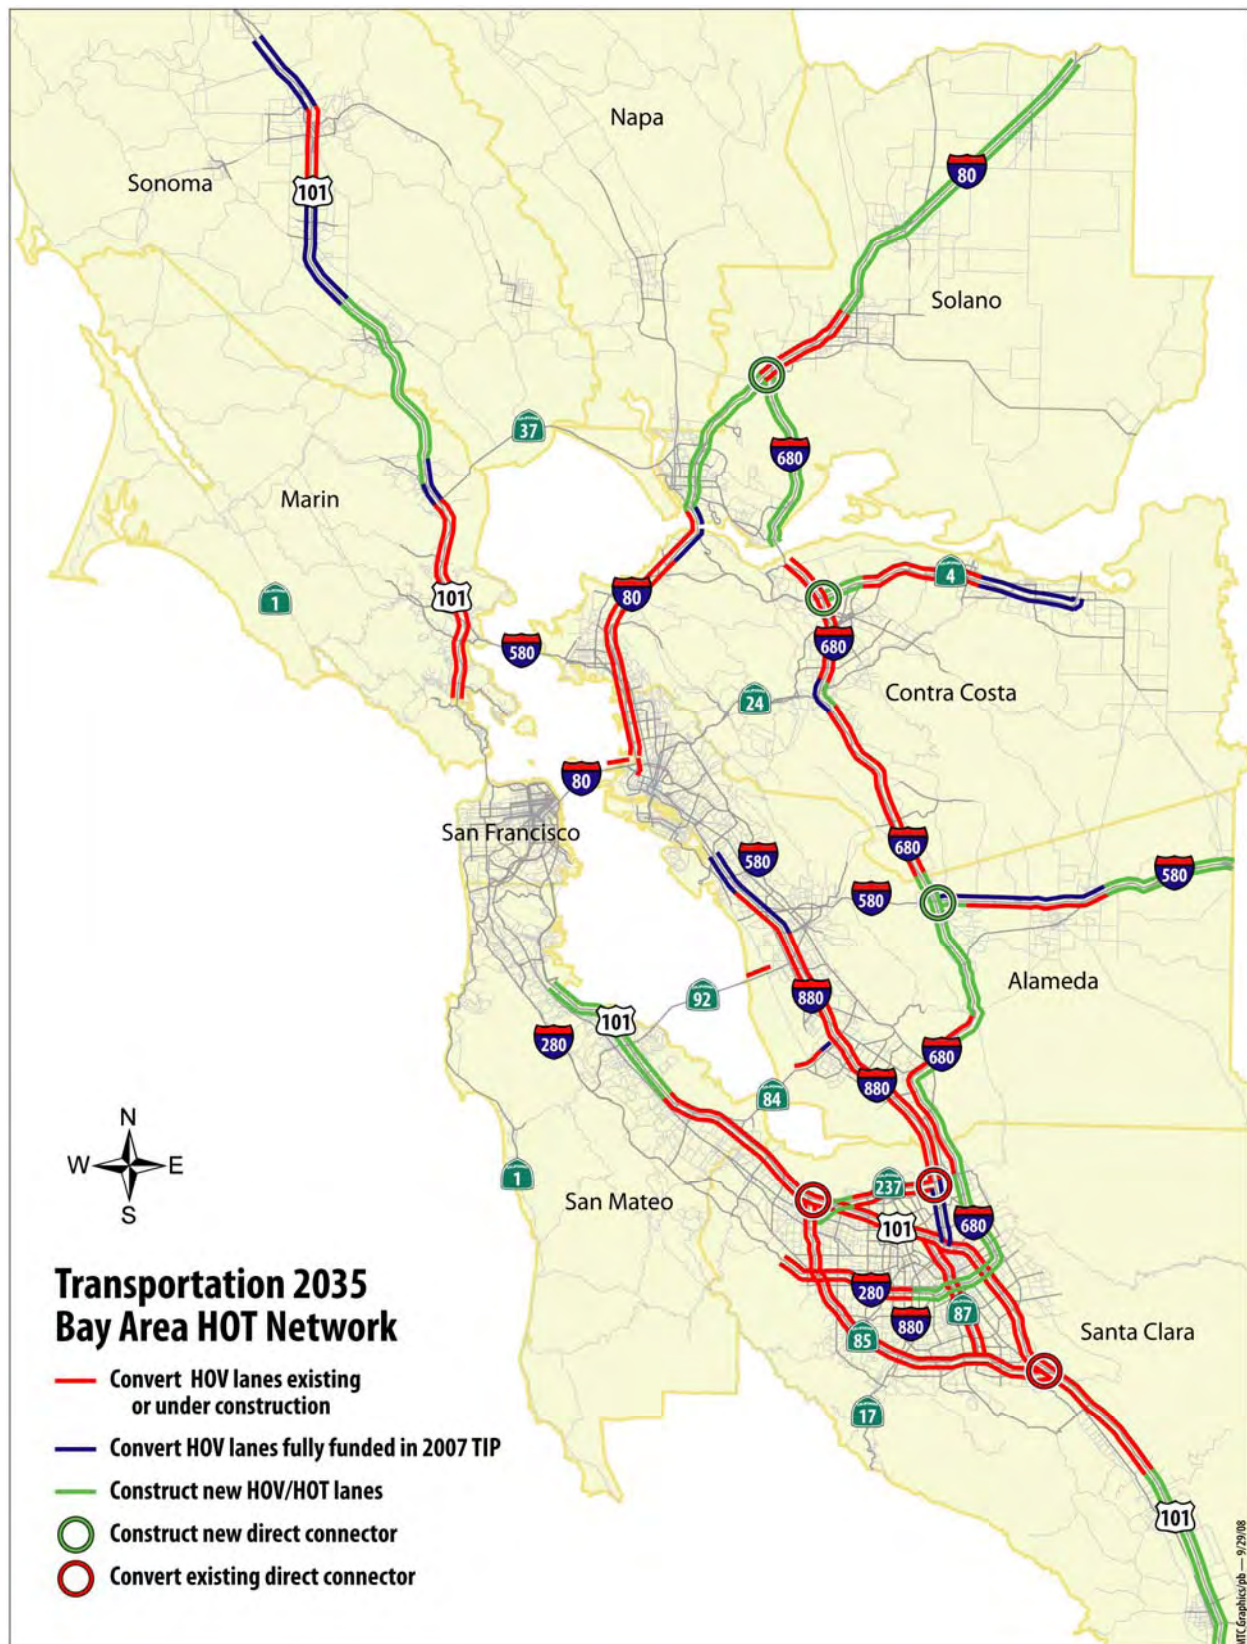 Napa
Sonoma
101
80
Solano
37
680
Marin
4
80
1
101
680
580
Contra Costa
24
80
San Francisco
680
580
580
580
Alameda
92
880
101
280
680
880
84
N
W E
S
1
237
San Mateo
101
680
280
87
880
85
Santa Clara
17
101
Transportation 2035
Bay Area HOT Network
Convert HOV lanes existing
or under construction
Convert HOV lanes fully funded in 2007 TIP
Construct new HOV/HOT lanes
Construct new direct connector
Convert existing direct connector
MTC Graphics/pb — 9/29/08